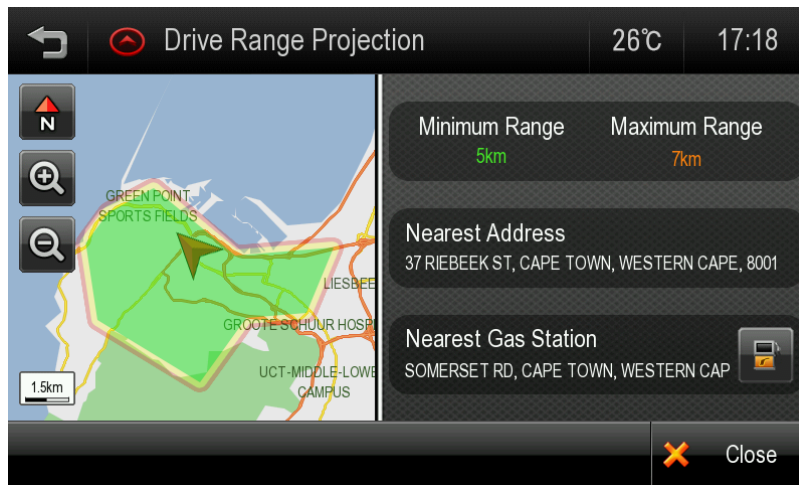 Drive Range Projection
26℃
17:18
N
GREEN POINT
SPORTS FIELDS
LIESBEE
GROOTE SCHUUR HOSPI
UCT-MIDDLE-LOWE
CAMPUS
1.5km
Minimum Range
Maximum Range
5km
7km
Nearest Address
37 RIEBEEK ST, CAPE TOWN, WESTERN CAPE, 8001
Nearest Gas Station
SOMERSET RD, CAPE TOWN, WESTERN CAP
Close